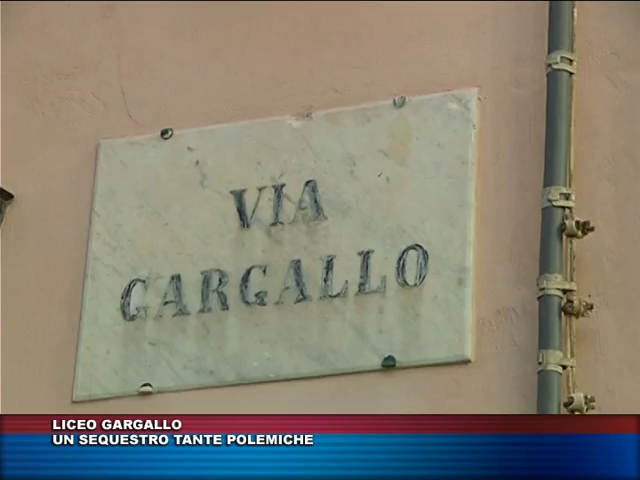 VIA
GARGALLO
LICEO GARGALLO
UN SEQUESTRO TANTE POLEMICHE